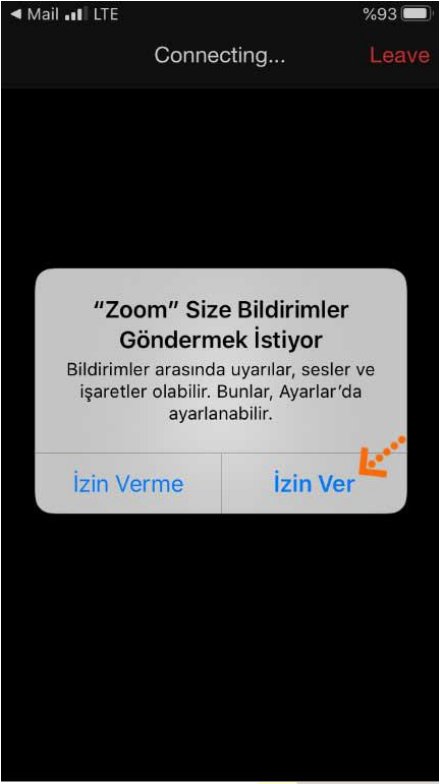 Mail LTE %93
Connecting... Leave
“Zoom” Size Bildirimler
Göndermek İstiyor
Bildirimler arasında uyarılar, sesler ve
işaretler olabilir. Bunlar, Ayarlar’da
ayarlanabilir.
İzin Verme İzin Ver